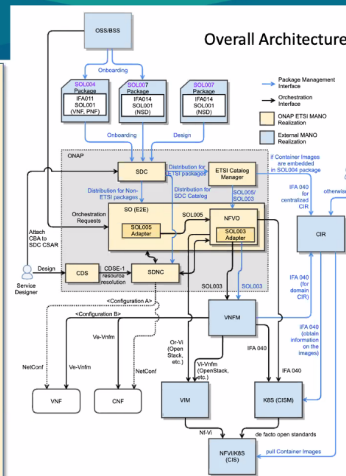 Overall Architecture
OSS/BSS
Onboarding
SOL004
Package
IFA011
SOL001
(VNF, PNF)
SOL007
Package
IFA014
SOL001
(NSD)
SOL007
Package
IFA014
SOL001
(NSD)
Package Management
Interface
Orchestration
Interface
ONAP ETSI MANO
Realization
External MANO
Realization
Onboarding
Onboarding
Design
ONAP
SDC
Distribution for
ETSI packages
ETSI Catalog
Manager
If Container Images
are embedded
in SOL004 package
Distribution for Non-
ETSI packages
Distribution for
SDC Catalog
SOL005/
SOL003
IFA 040
for
centralized
CIR
otherwise
Orchestration
Requests
SO (E2E)
SOL005
Adapter
SOL005
NFVO
SOL003
Adapter
Attach
CBA to
SDC CSAR
CIR
Design
CDS
CDSE-1
resource
resolution
SDNC
Service
Designer
SOL003
SOL003
IFA 040
(for
domain
CIR)
<Configuration A>
<Configuration B>
VNFM
IFA 040
(obtain
information
on the
images)
Ve-Vnfm
Or-Vi
(Open
Stack,
etc.)
Vi-Vnfm
(OpenStack,
etc.)
IFA 040
IFA 040
NetConf
Ve-Vnfm
NetConf
VNF
CNF
VIM
K8S (CISM)
Nf-Vi
de facto open standards
NFVI/K8S
(CIS)
pull Container Images